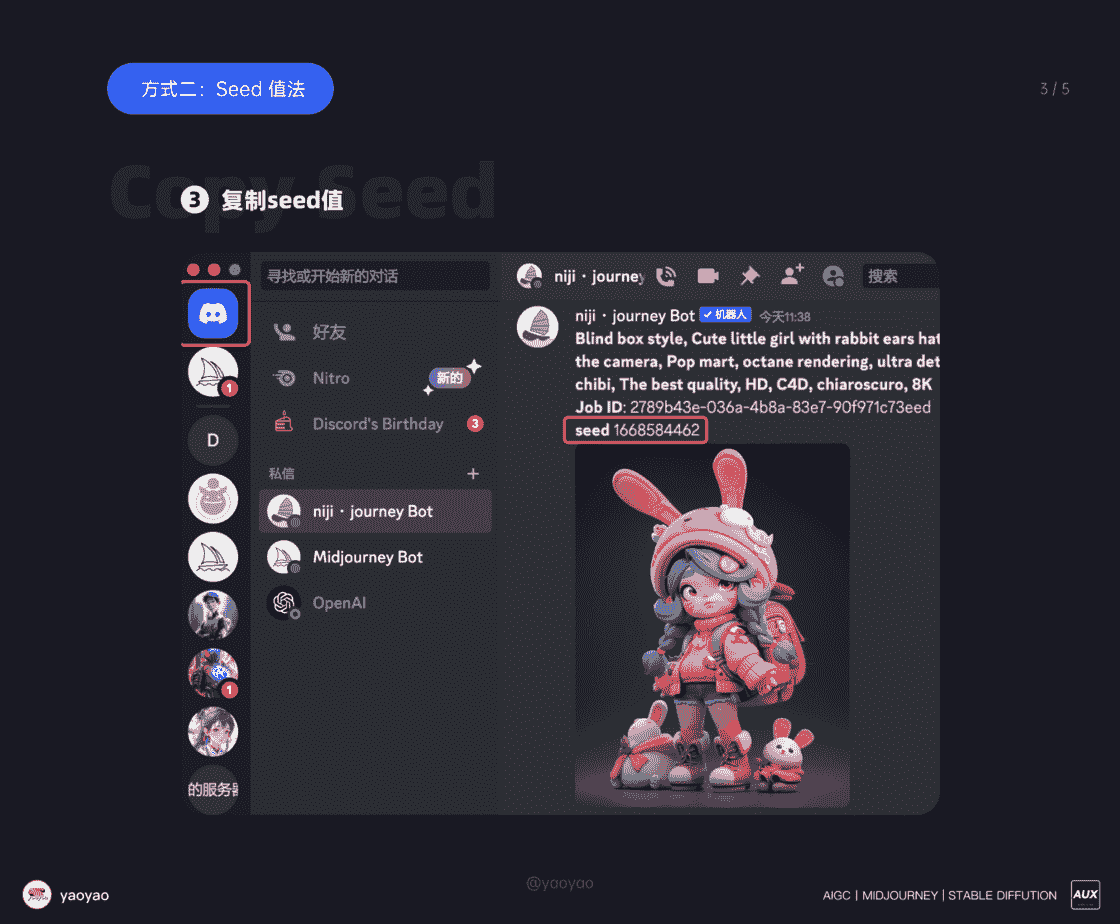 方式二：Seed 值法
3 / 5
Copy Seed
3 复制seed值
寻找或开始新的对话
niji · journey
搜索
好友
Nitro
新的
Discord's Birthday
3
私信
+
niji · journey Bot
Midjourney Bot
OpenAI
1
D
1
的服务器
niji · journey Bot ✓ 机器人 今天11:38
Blind box style, Cute little girl with rabbit ears hat
the camera, Pop mart, octane rendering, ultra det
chibi, The best quality, HD, C4D, chiaroscuro, 8K
Job ID: 2789b43e-036a-4b8a-83e7-90f971c73eed
seed 1668584462
yaoyao
@yaoyao
AIGC | MIDJOURNEY | STABLE DIFFUTION
AUX